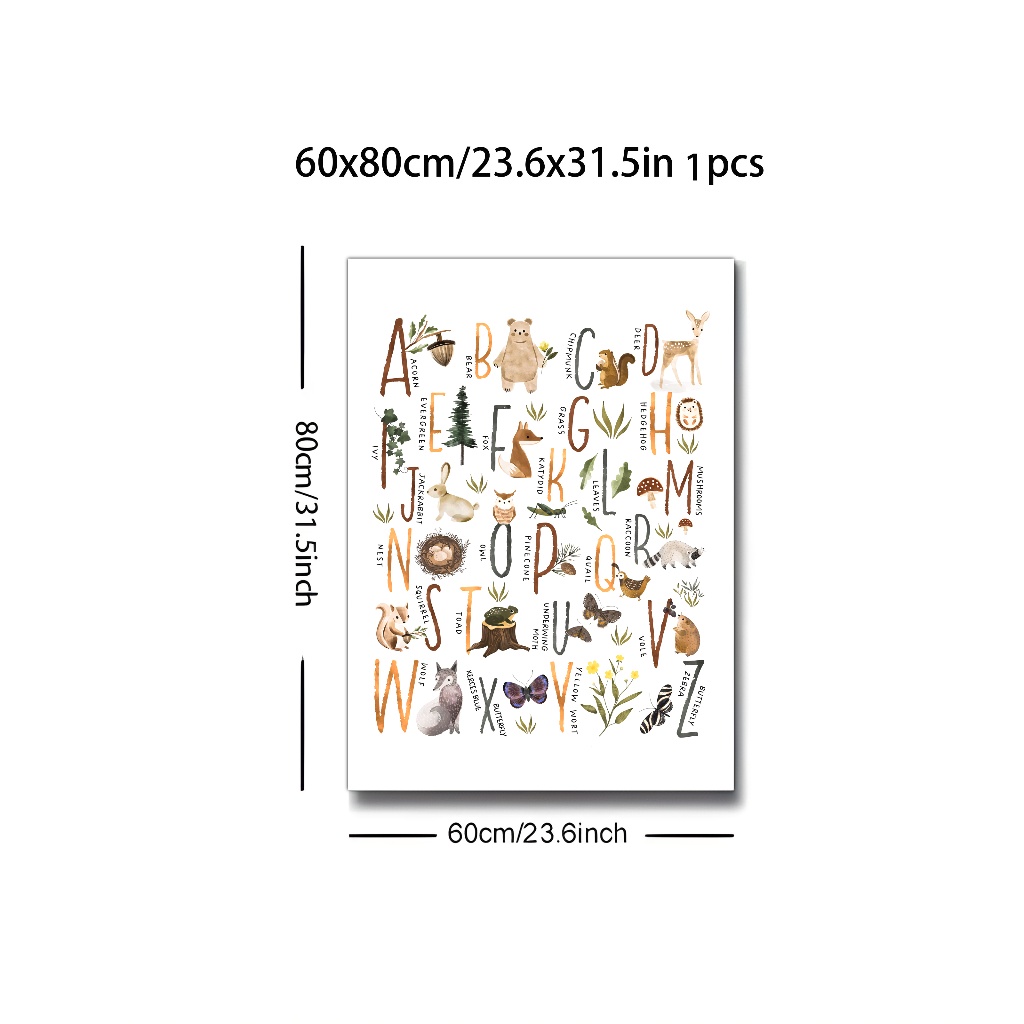 60x80cm/23.6x31.5in 1pcs
80cm/31.5inch
A
ACORN
B
BEAR
C
CHIPMUNK
D
DEER
E
EVERGREEN
F
FOX
G
GRASS
H
HEDGEHOG
I
IVY
J
JACKRABBIT
K
KATYDID
L
LEAVES
M
MUSHROOMS
N
NEST
O
OWL
P
PINECONE
Q
QUAIL
R
RACCOON
S
SQUIRREL
T
TOAD
U
UNDERWING
MOTH
V
VOLE
W
WOLF
X
XERCES BLUE
BUTTERFLY
Y
YELLOW WORT
Z
ZEBRA
BUTTERFLY
60cm/23.6inch